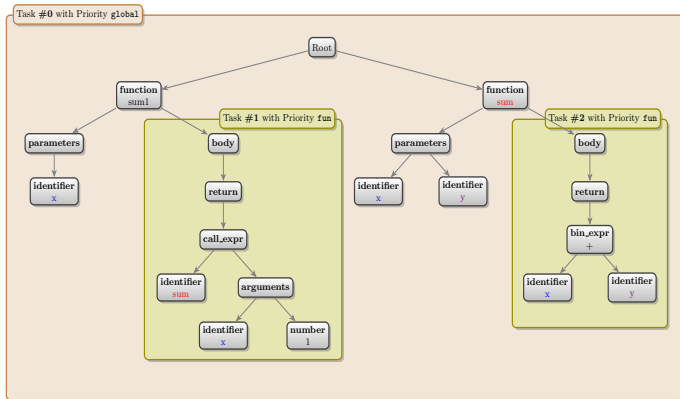 Task #0 with Priority global
Root
function
sum1
function
sum
Task #1 with Priority fun
Task #2 with Priority fun
parameters
body
parameters
body
identifier
x
return
identifier
x
identifier
y
return
call_expr
bin_expr
+
identifier
sum
arguments
identifier
x
identifier
y
identifier
x
number
1